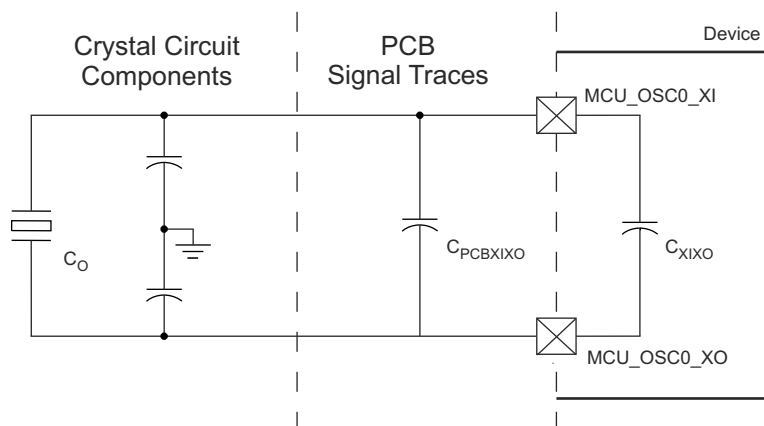 Crystal Circuit
Components
PCB
Signal Traces
Device
MCU_OSC0_XI
C_O
C_PCBXIXO
C_XIXO
MCU_OSC0_XO